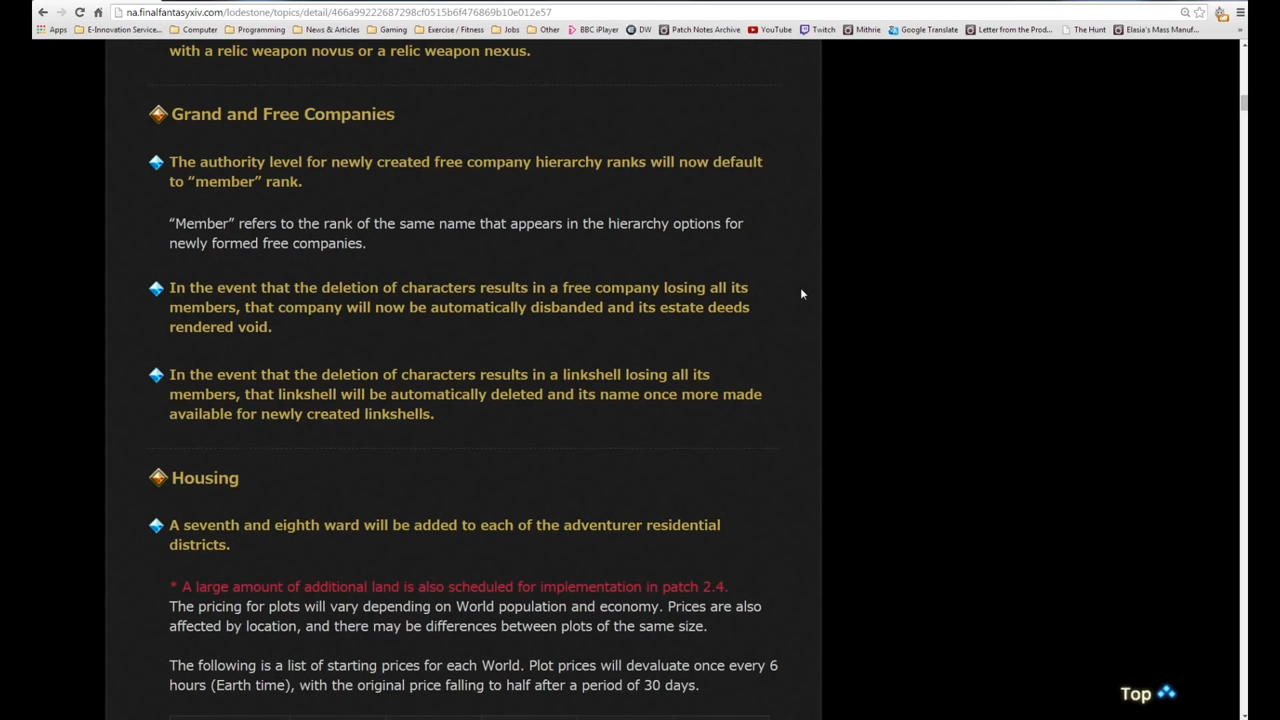 na.finalfantasyxiv.com/lodestone/topics/detail/466a99222687298cf0515b6f476869b10e012e57
Apps E-Innovation Service... Computer Programming News & Articles Gaming Exercise / Fitness Jobs Other BBC iPlayer DW Patch Notes Archive YouTube Twitch Mithrie Google Translate Letter from the Prod... The Hunt Elasia's Mass Manuf... »
with a relic weapon novus or a relic weapon nexus.
Grand and Free Companies
The authority level for newly created free company hierarchy ranks will now default
to “member” rank.
“Member” refers to the rank of the same name that appears in the hierarchy options for
newly formed free companies.
In the event that the deletion of characters results in a free company losing all its
members, that company will now be automatically disbanded and its estate deeds
rendered void.
In the event that the deletion of characters results in a linkshell losing all its
members, that linkshell will be automatically deleted and its name once more made
available for newly created linkshells.
Housing
A seventh and eighth ward will be added to each of the adventurer residential
districts.
* A large amount of additional land is also scheduled for implementation in patch 2.4.
The pricing for plots will vary depending on World population and economy. Prices are also
affected by location, and there may be differences between plots of the same size.
The following is a list of starting prices for each World. Plot prices will devaluate once every 6
hours (Earth time), with the original price falling to half after a period of 30 days.
Top